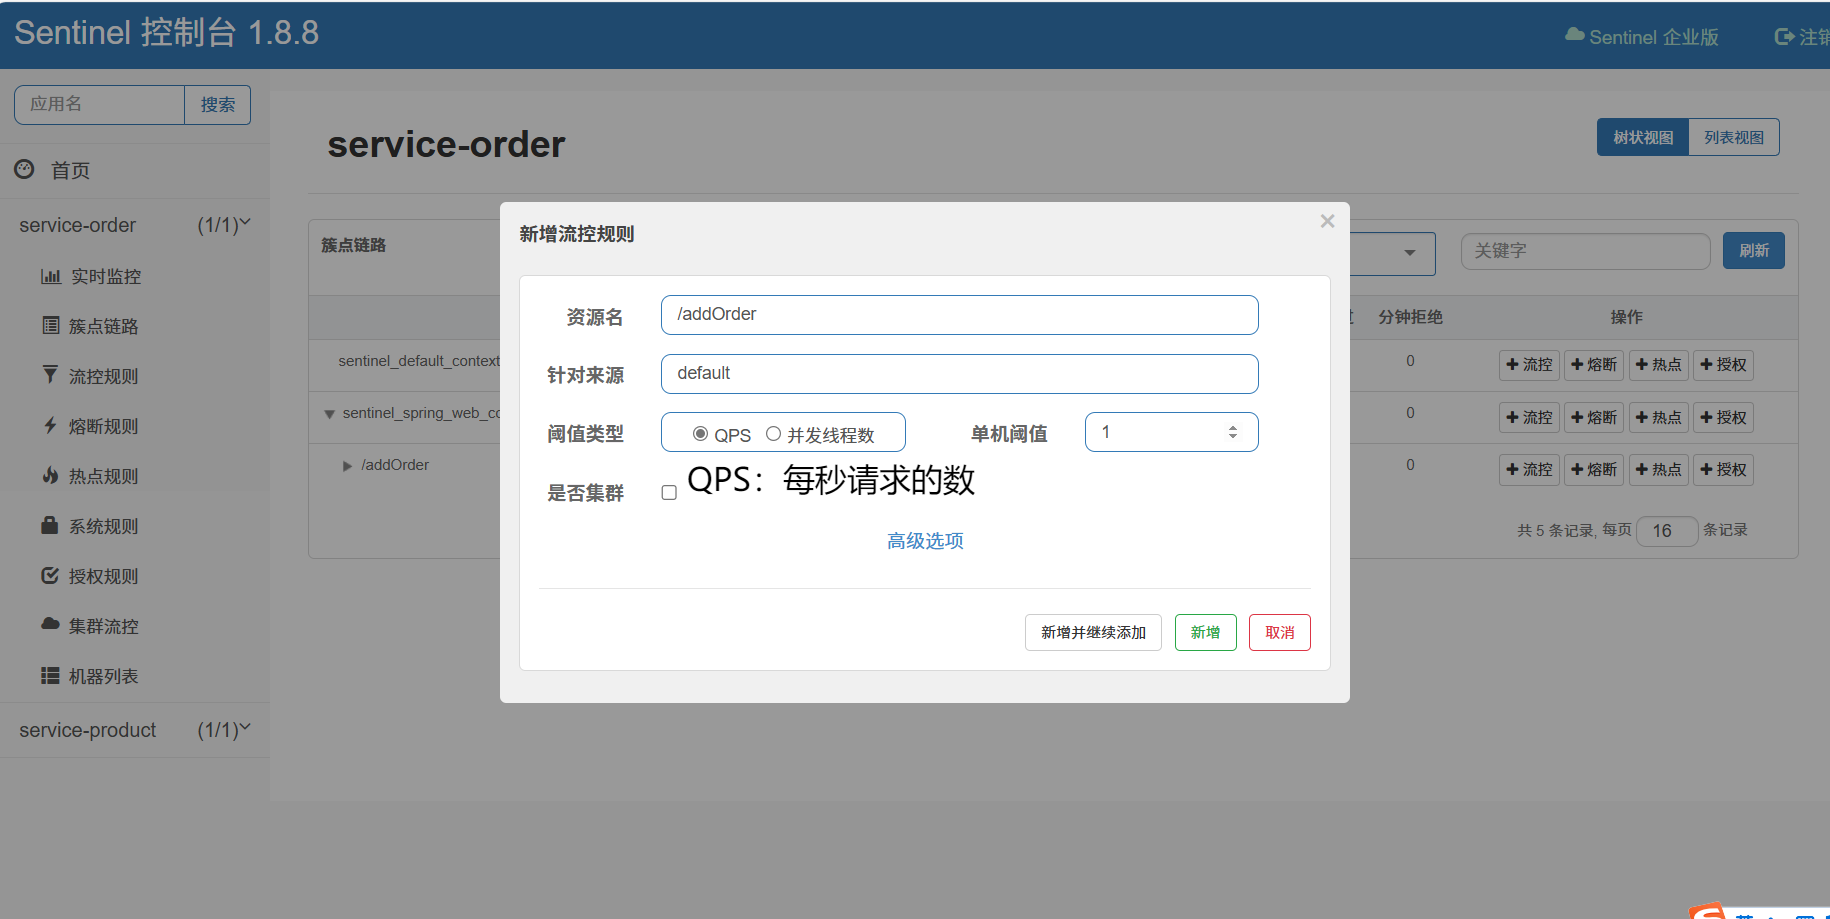 Sentinel 控制台 1.8.8
Sentinel 企业版
注销
应用名
搜索
首页
service-order (1/1)
实时监控
簇点链路
流控规则
熔断规则
热点规则
系统规则
授权规则
集群流控
机器列表
service-product (1/1)
service-order
树状视图
列表视图
簇点链路
关键字
刷新
分钟拒绝 操作
sentinel_default_context 0 流控 熔断 热点 授权
sentinel_spring_web_co 0 流控 熔断 热点 授权
/addOrder 0 流控 熔断 热点 授权
共 5 条记录, 每页 16 条记录
新增流控规则
×
资源名 /addOrder
针对来源 default
阈值类型 QPS 并发线程数 单机阈值 1
是否集群
QPS：每秒请求的数
高级选项
新增并继续添加
新增
取消